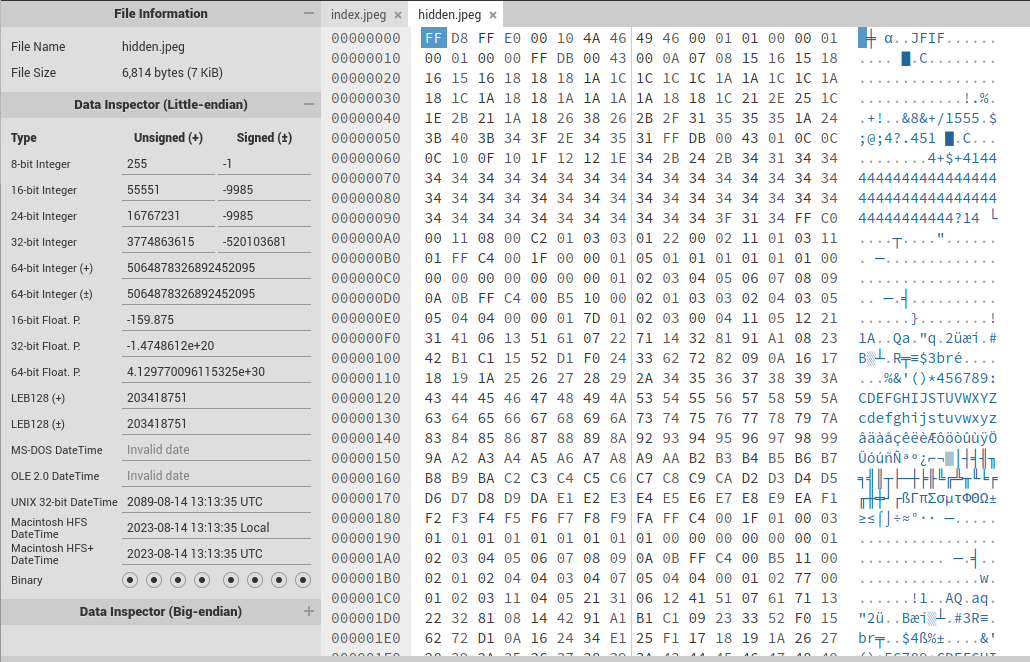 File Information
File Name hidden.jpeg
File Size 6,814 bytes (7 KiB)
Data Inspector (Little-endian)
Type Unsigned (+) Signed (±)
8-bit Integer 255 -1
16-bit Integer 55551 -9985
24-bit Integer 16767231 -9985
32-bit Integer 3774863615 -520103681
64-bit Integer (+) 5064878326892452095
64-bit Integer (±) 5064878326892452095
16-bit Float. P. -159.875
32-bit Float. P. -1.4748612e+20
64-bit Float. P. 4.129770096115325e+30
LEB128 (+) 203418751
LEB128 (±) 203418751
MS-DOS DateTime Invalid date
OLE 2.0 DateTime Invalid date
UNIX 32-bit DateTime 2089-08-14 13:13:35 UTC
Macintosh HFS DateTime 2023-08-14 13:13:35 Local
Macintosh HFS+ DateTime 2023-08-14 13:13:35 UTC
Binary
Data Inspector (Big-endian)
index.jpeg × hidden.jpeg ×
00000000 FF D8 FF E0 00 10 4A 46 49 46 00 01 01 00 00 01 ╪ α..JFIF......
00000010 00 01 00 00 FF DB 00 43 00 0A 07 08 15 16 15 18 .... █.C........
00000020 16 15 16 18 18 18 1A 1C 1C 1C 1C 1A 1A 1C 1C 1A ................
00000030 18 1C 1A 18 18 1A 1A 1A 1A 18 18 1C 21 2E 25 1C ............!.%.
00000040 1E 2B 21 1A 18 26 38 26 2B 2F 31 35 35 35 1A 24 .+!..&8&+/1555.$
00000050 3B 40 3B 34 3F 2E 34 35 31 FF DB 00 43 01 0C 0C ;@;4?.451 █.C...
00000060 0C 10 0F 10 1F 12 12 1E 34 2B 24 2B 34 31 34 34 ........4+$+4144
00000070 34 34 34 34 34 34 34 34 34 34 34 34 34 34 34 34 4444444444444444
00000080 34 34 34 34 34 34 34 34 34 34 34 34 34 34 34 34 4444444444444444
00000090 34 34 34 34 34 34 34 34 34 34 34 3F 31 34 FF C0 44444444444?14 └
000000A0 00 11 08 00 C2 01 03 03 01 22 00 02 11 01 03 11 ....┬...."......
000000B0 01 FF C4 00 1F 00 00 01 05 01 01 01 01 01 01 00 . ─.............
000000C0 00 00 00 00 00 00 01 02 03 04 05 06 07 08 09 ................
000000D0 0A 0B FF C4 00 B5 10 00 02 01 03 03 02 04 03 05 .. ─.╡..........
000000E0 05 04 04 00 00 01 7D 01 02 03 00 04 11 05 12 21 ......}........!
000000F0 31 41 06 13 51 61 07 22 71 14 32 81 91 A1 08 23 1A..Qa."q.2üæí.#
00000100 42 B1 C1 15 52 D1 F0 24 33 62 72 82 09 0A 16 17 B▒┴.R╤≡$3bré....
00000110 18 19 1A 25 26 27 28 29 2A 34 35 36 37 38 39 3A ...%&'()*456789:
00000120 43 44 45 46 47 48 49 4A 53 54 55 56 57 58 59 5A CDEFGHIJSTUVWXYZ
00000130 63 64 65 66 67 68 69 6A 73 74 75 76 77 78 79 7A cdefghijstuvwxyz
00000140 83 84 85 86 87 88 89 8A 92 93 94 95 96 97 98 99 âäàåçêëèÆôöòûùÿÖ
00000150 9A A2 A3 A4 A5 A6 A7 A8 A9 AA B2 B3 B4 B5 B6 B7 ÜóúñѪº¿⌐¬▓│┤╡╢╖
00000160 B8 B9 BA C2 C3 C4 C5 C6 C7 C8 C9 CA D2 D3 D4 D5 ╕╣║┬├─┼╞╟╚╔╩╥╙╘╒
00000170 D6 D7 D8 D9 DA E1 E2 E3 E4 E5 E6 E7 E8 E9 EA F1 ╓╫╪┘┌ßΓπΣσµτΦΘΩ±
00000180 F2 F3 F4 F5 F6 F7 F8 F9 FA FF C4 00 1F 01 00 03 ≥≤⌠⌡÷≈°∙· ─.....
00000190 01 01 01 01 01 01 01 01 01 00 00 00 00 00 00 01 ................
000001A0 02 03 04 05 06 07 08 09 0A 0B FF C4 00 B5 11 00 .......... ─.╡..
000001B0 02 01 02 04 04 03 04 07 05 04 04 00 01 02 77 00 ..............w.
000001C0 01 02 03 11 04 05 21 31 06 12 41 51 07 61 71 13 ......!1..AQ.aq.
000001D0 22 32 81 08 14 42 91 A1 B1 C1 09 23 33 52 F0 15 "2ü..Bæí▒┴.#3R≡.
000001E0 62 72 D1 0A 16 24 34 E1 25 F1 17 18 19 1A 26 27 br╤..$4ß%±....&'